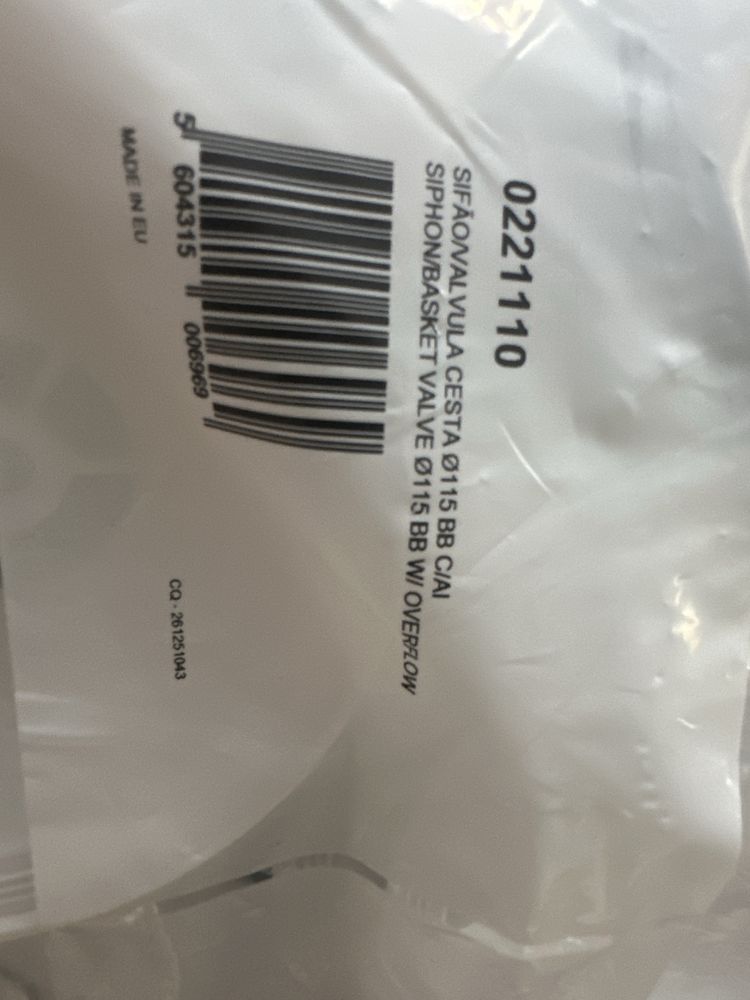 0221110
SIFÃO/VALVULA CESTA Ø115 BB C/AI
SIPHON/BASKET VALVE Ø115 BB W/ OVERFLOW
5 604315 006969
MADE IN EU
CQ - 261251043